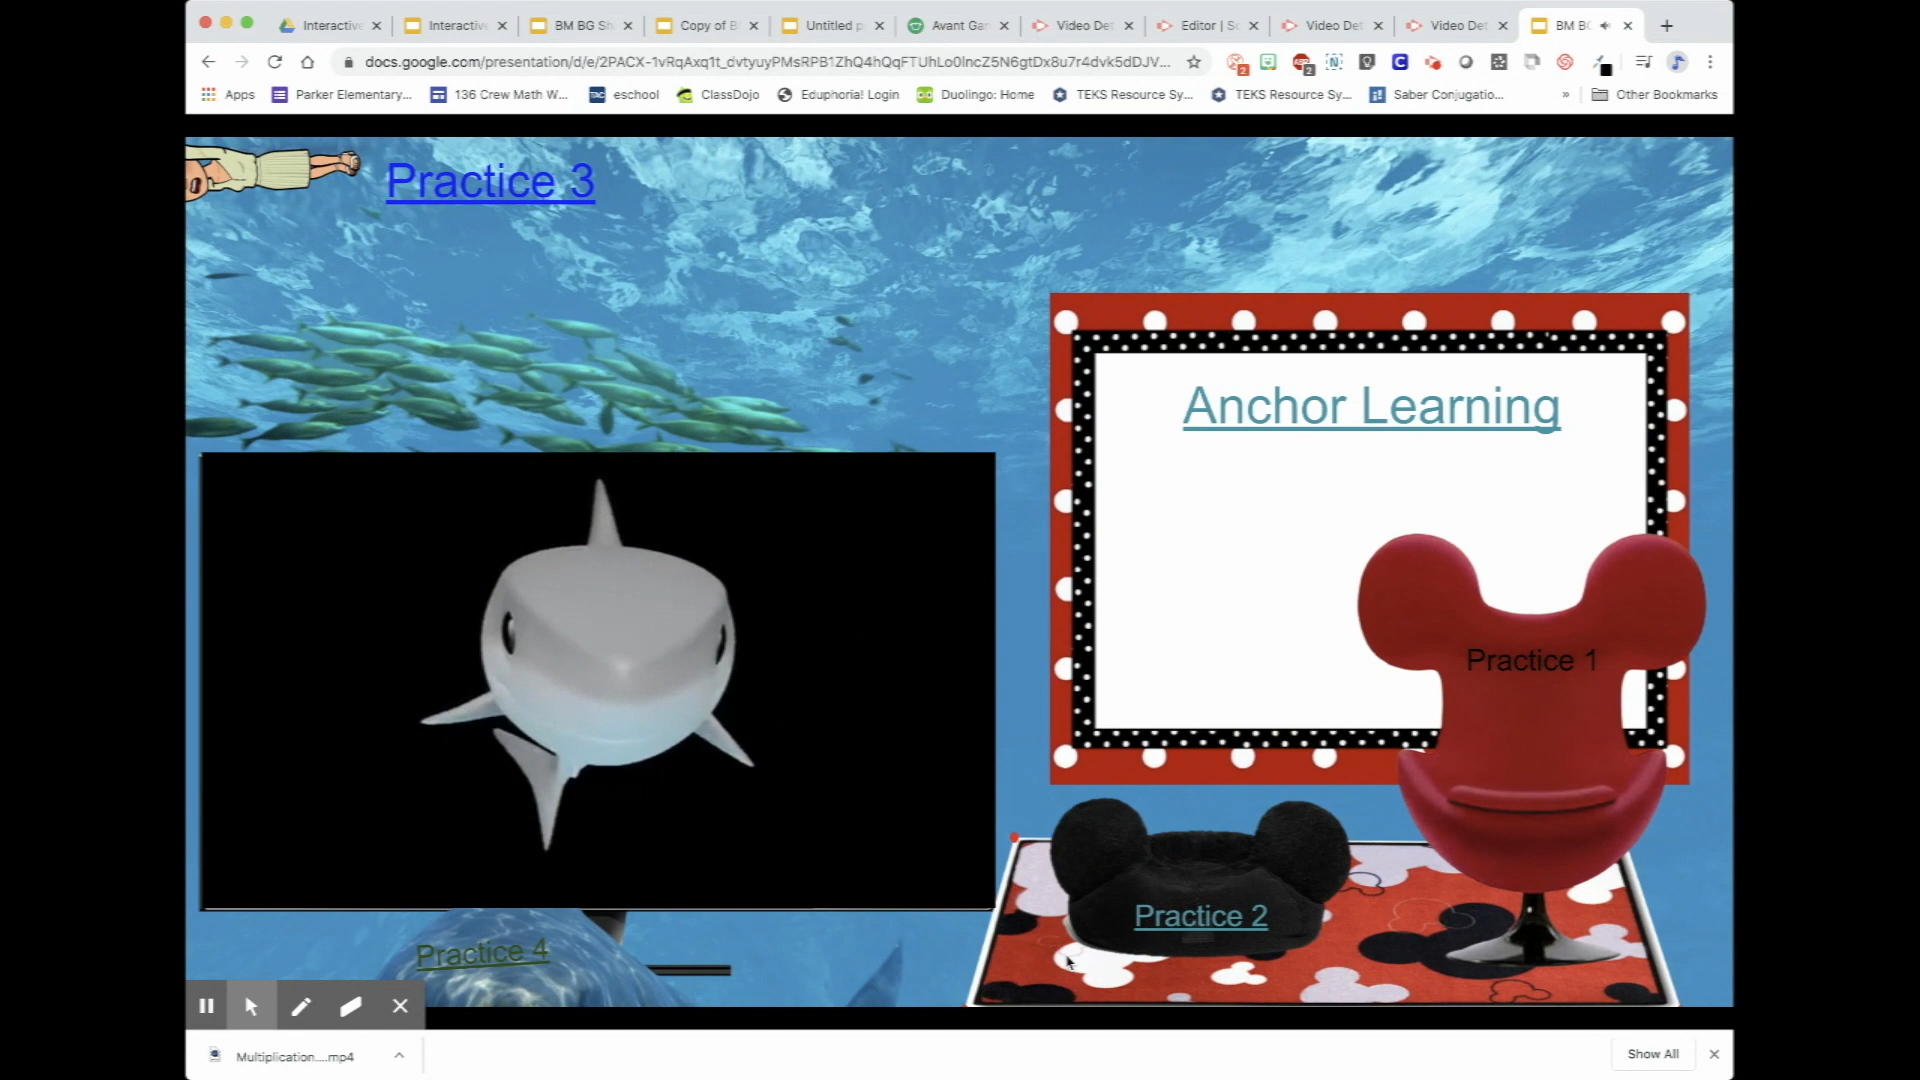 Interactive
Interactive
BM BG Sh
Copy of B
Untitled p
Avant Gar
Video Det
Editor | Sc
Video Det
Video Det
BM BG
docs.google.com/presentation/d/e/2PACX-1vRqAxq1t_dvtyuyPMsRPB1ZhQ4hQqFTUhLo0lncZ5N6gtDx8u7r4dvk5dDJV...
2
2
Apps
Parker Elementary...
136 Crew Math W...
eschool
ClassDojo
Eduphoria! Login
Duolingo: Home
TEKS Resource Sy...
TEKS Resource Sy...
Saber Conjugatio...
» Other Bookmarks
Practice 3
Anchor Learning
Practice 1
Practice 2
Practice 4
Multiplication....mp4
Show All